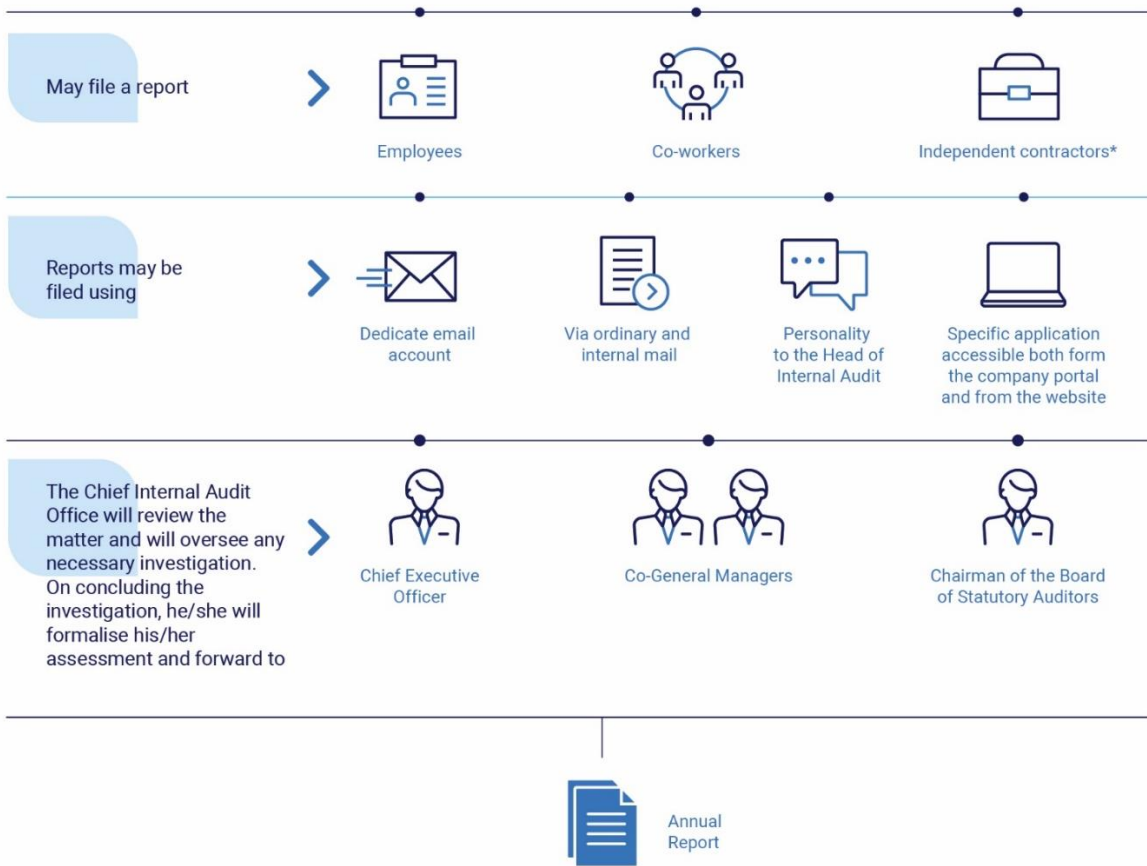 May file a report
Employees
Co-workers
Independent contractors*
Reports may be
filed using
Dedicate email
account
Via ordinary and
internal mail
Personality
to the Head of
Internal Audit
Specific application
accessible both form
the company portal
and from the website
The Chief Internal Audit
Office will review the
matter and will oversee any
necessary investigation.
On concluding the
investigation, he/she will
formalise his/her
assessment and forward to
Chief Executive
Officer
Co-General Managers
Chairman of the Board
of Statutory Auditors
Annual
Report